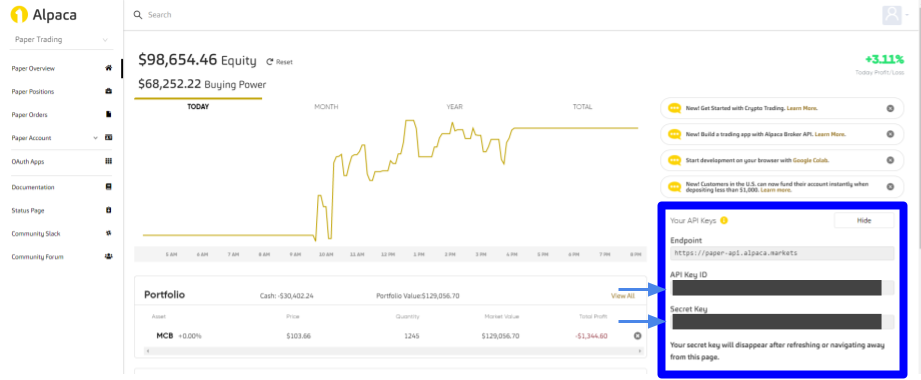 Alpaca
Search
Paper Trading
Paper Overview
Paper Positions
Paper Orders
Paper Account
OAuth Apps
Documentation
Status Page
Community Slack
Community Forum
$98,654.46 Equity Reset
$68,252.22 Buying Power
+3.11%
Today Profit/Loss
TODAY MONTH YEAR TOTAL
5 AM 6 AM 7 AM 8 AM 9 AM 10 AM 11 AM 12 PM 1 PM 2 PM 3 PM 4 PM 5 PM 6 PM 7 PM 8 PM
New! Get Started with Crypto Trading. Learn More.
New! Build a trading app with Alpaca Broker API. Learn More.
Start development on your browser with Google Colab.
New! Customers in the U.S. can now fund their account instantly when
depositing less than $1,000. Learn more.
Your API Keys Hide
Endpoint
https://paper-api.alpaca.markets
API Key ID
Secret Key
Your secret key will disappear after refreshing or navigating away
from this page.
Portfolio Cash: -$30,402.24 Portfolio Value:$129,056.70 View All
Asset Price Quantity Market Value Total Profit
MCB +0.00% $103.66 1245 $129,056.70 -$1,344.60